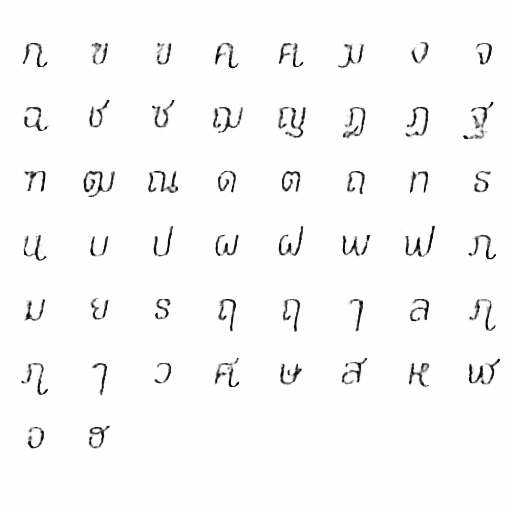 ก ข ฃ ค ฅ ฆ ง จ
ฉ ช ซ ฌ ญ ฎ ฏ ฐ
ฑ ฒ ณ ด ต ถ ท ธ
น บ ป ผ ฝ พ ฟ ภ
ม ย ร ฤ ฤ ๅ ล ฦ
ฦ ๅ ว ศ ษ ส ห ฬ
อ ฮ